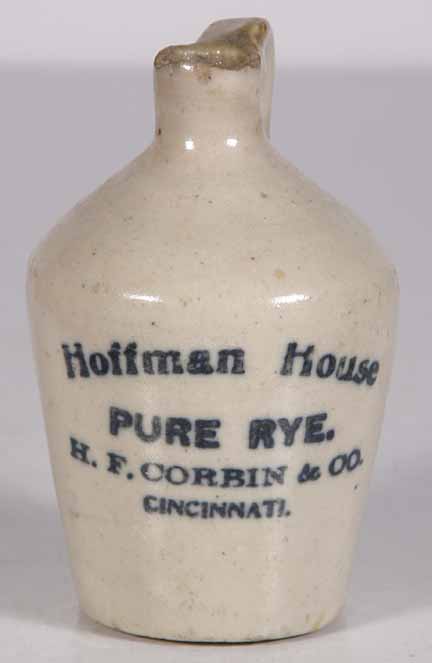 Hoffman House
PURE RYE.
H. F. CORBIN & CO.
CINCINNATI.